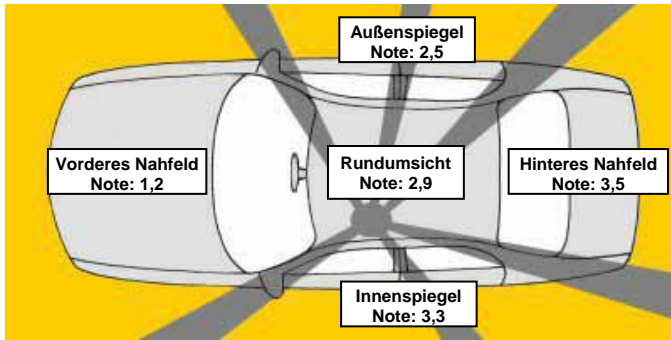 Außenspiegel
Note: 2,5
Vorderes Nahfeld
Note: 1,2
Rundumsicht
Note: 2,9
Hinteres Nahfeld
Note: 3,5
Innenspiegel
Note: 3,3